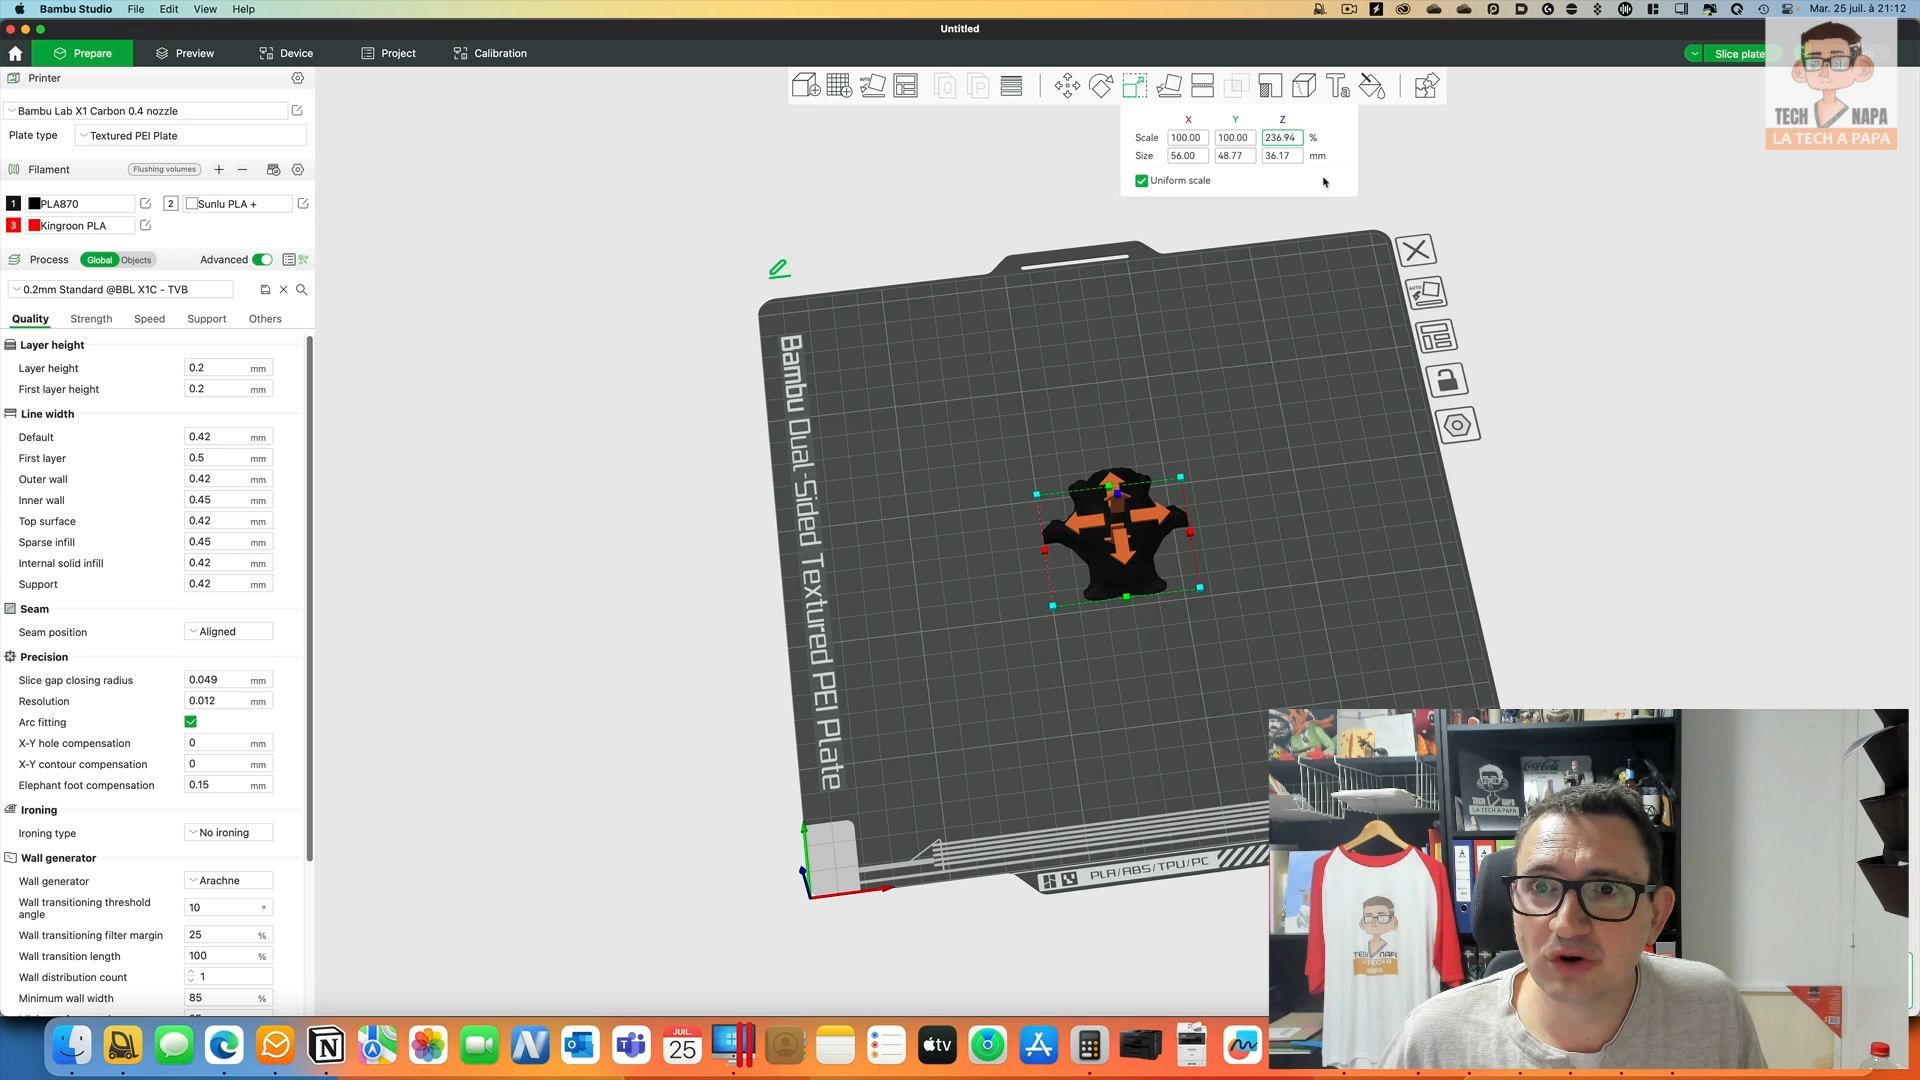 Bambu Studio File Edit View Window Help
Mar. 25 juil. à 21:12
Untitled
Prepare Preview Device Project Calibration
Slice plate
Printer
Bambu Lab X1 Carbon 0.4 nozzle
Plate type Textured PEI Plate
Filament Flushing volumes + −
1 PLA870 2 Sunlu PLA +
3 Kingroon PLA
Process Global Objects Advanced
0.2mm Standard @BBL X1C - TVB
Quality Strength Speed Support Others
Layer height
Layer height 0.2 mm
First layer height 0.2 mm
Line width
Default 0.42 mm
First layer 0.5 mm
Outer wall 0.42 mm
Inner wall 0.45 mm
Top surface 0.42 mm
Sparse infill 0.45 mm
Internal solid infill 0.42 mm
Support 0.42 mm
Seam
Seam position Aligned
Precision
Slice gap closing radius 0.049 mm
Resolution 0.012 mm
Arc fitting
X-Y hole compensation 0 mm
X-Y contour compensation 0 mm
Elephant foot compensation 0.15 mm
Ironing
Ironing type No ironing
Wall generator
Wall generator Arachne
Wall transitioning threshold
angle 10 °
Wall transitioning filter margin 25 %
Wall transition length 100 %
Wall distribution count 1
Minimum wall width 85 %
X Y Z
Scale 100.00 100.00 236.94 %
Size 56.00 48.77 36.17 mm
Uniform scale
AUTO
Bambu Dual-Sided Textured PEI Plate
PLA/ABS/TPU/PC
TECH NAPA
LA TECH A PAPA
Coca-Cola
TECH NAPA
LA TECH A PAPA
JUIL.
25
tv